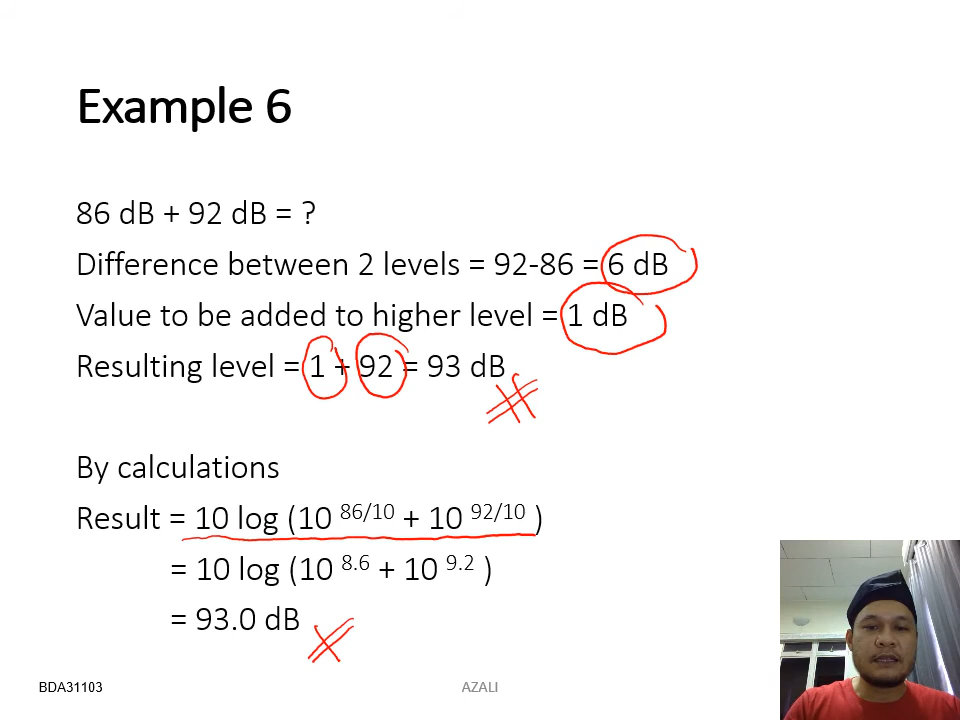 Example 6
86 dB + 92 dB = ?
Difference between 2 levels = 92-86 = 6 dB
Value to be added to higher level = 1 dB
Resulting level = 1 + 92 = 93 dB
By calculations
Result = 10 log (10 86/10 + 10 92/10 )
= 10 log (10 8.6 + 10 9.2 )
= 93.0 dB
BDA31103
AZALI